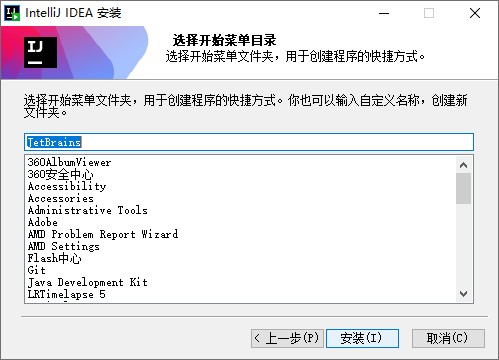 IntelliJ IDEA 安装
IJ
选择开始菜单目录
选择开始菜单文件夹，用于创建程序的快捷方式。
选择开始菜单文件夹，用于创建程序的快捷方式。你也可以输入自定义名称，创建新
文件夹。
JetBrains
360AlbumViewer
360安全中心
Accessibility
Accessories
Administrative Tools
Adobe
AMD Problem Report Wizard
AMD Settings
Flash中心
Git
Java Development Kit
LRTimelapse 5
< 上一步(P)
安装(I)
取消(C)